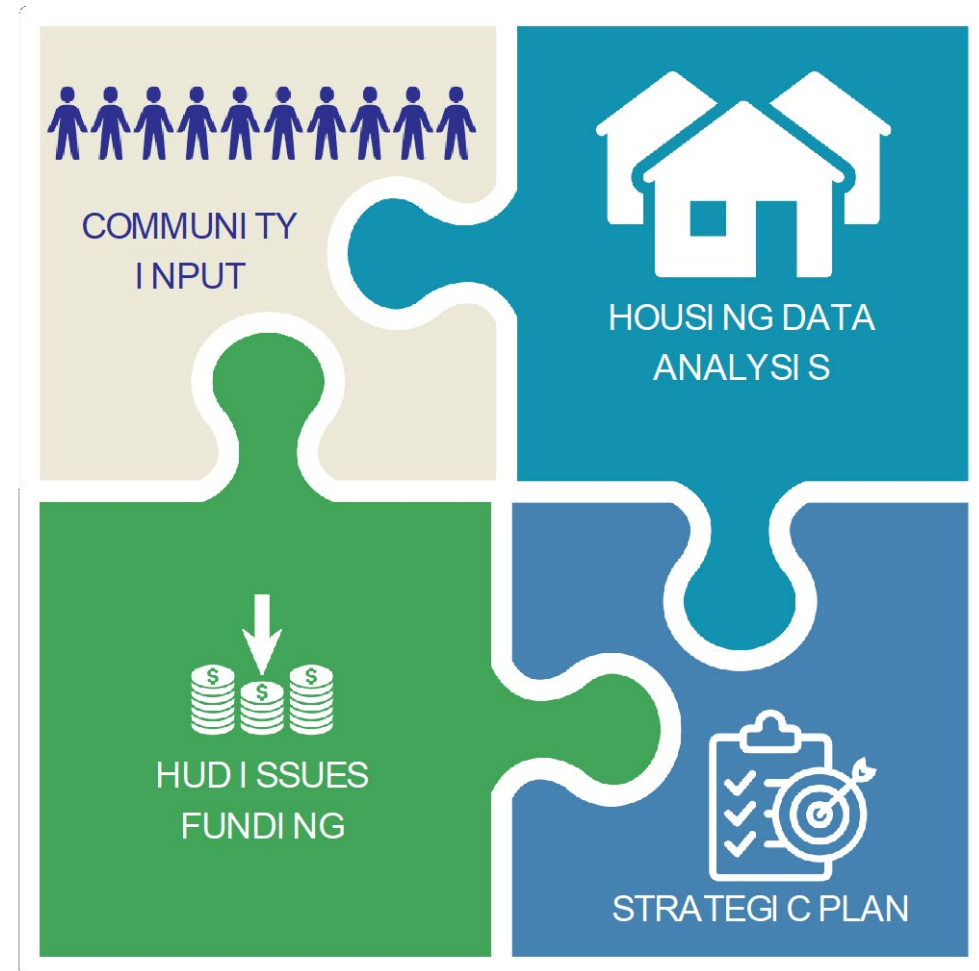 COMMUNITY
INPUT
HOUSING DATA
ANALYSIS
$ $ $
HUD ISSUES
FUNDING
STRATEGIC PLAN